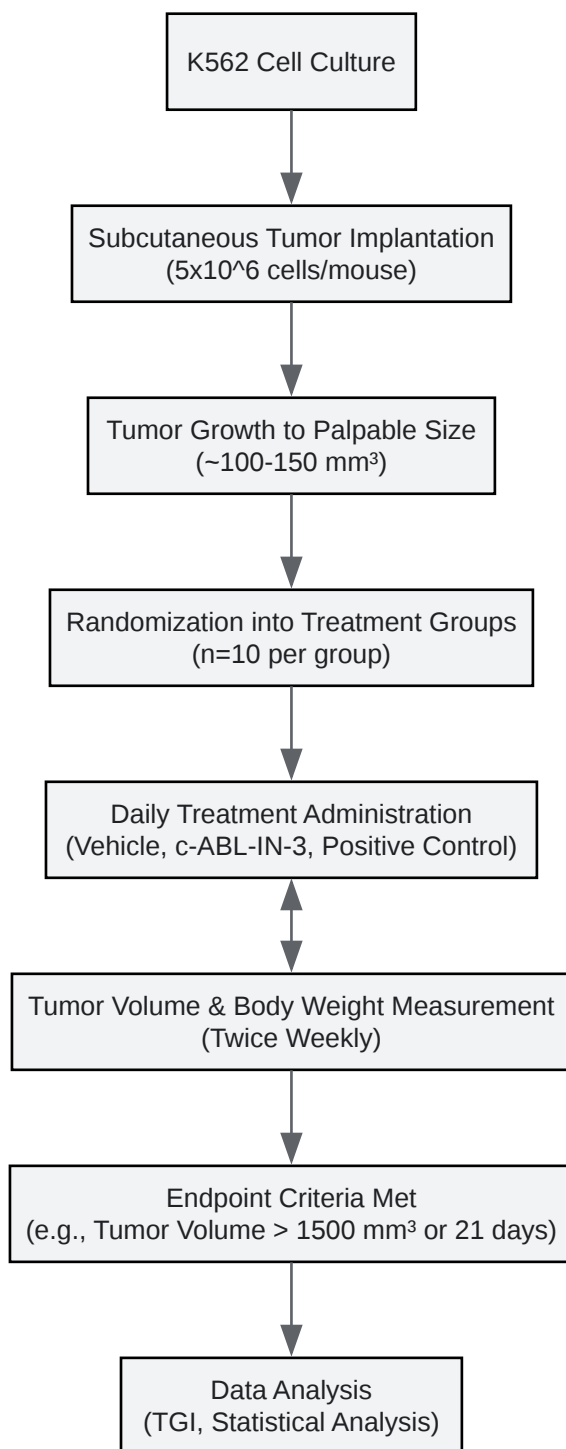 K562 Cell Culture
Subcutaneous Tumor Implantation
(5x10^6 cells/mouse)
Tumor Growth to Palpable Size
(~100-150 mm³)
Randomization into Treatment Groups
(n=10 per group)
Daily Treatment Administration
(Vehicle, c-ABL-IN-3, Positive Control)
Tumor Volume & Body Weight Measurement
(Twice Weekly)
Endpoint Criteria Met
(e.g., Tumor Volume > 1500 mm³ or 21 days)
Data Analysis
(TGI, Statistical Analysis)